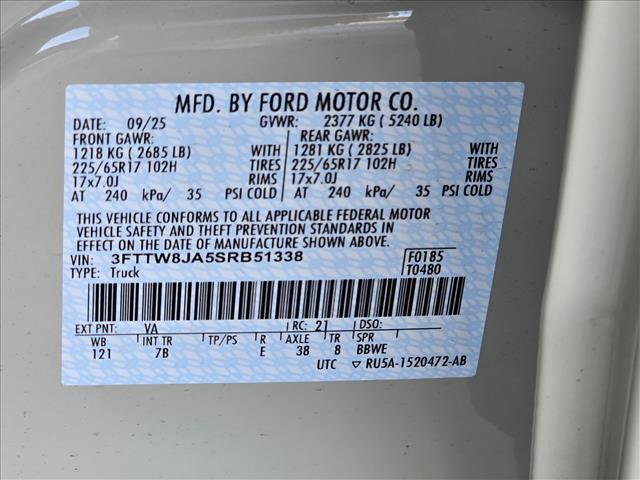 MFD. BY FORD MOTOR CO.
DATE: 09/25 GVWR: 2377 KG ( 5240 LB)
FRONT GAWR: REAR GAWR:
1218 KG ( 2685 LB) WITH 1281 KG ( 2825 LB) WITH
225/65R17 102H TIRES 225/65R17 102H TIRES
17x7.0J RIMS 17x7.0J RIMS
AT 240 kPa/ 35 PSI COLD AT 240 kPa/ 35 PSI COLD
THIS VEHICLE CONFORMS TO ALL APPLICABLE FEDERAL MOTOR
VEHICLE SAFETY AND THEFT PREVENTION STANDARDS IN
EFFECT ON THE DATE OF MANUFACTURE SHOWN ABOVE.
VIN: 3FTTW8JA5SRB51338 F0185
TYPE: Truck T0480
EXT PNT: VA RC: 21 DSO:
WB INT TR TP/PS R AXLE TR SPR
121 7B E 38 8 BBWE
UTC ▽ RU5A-1520472-AB